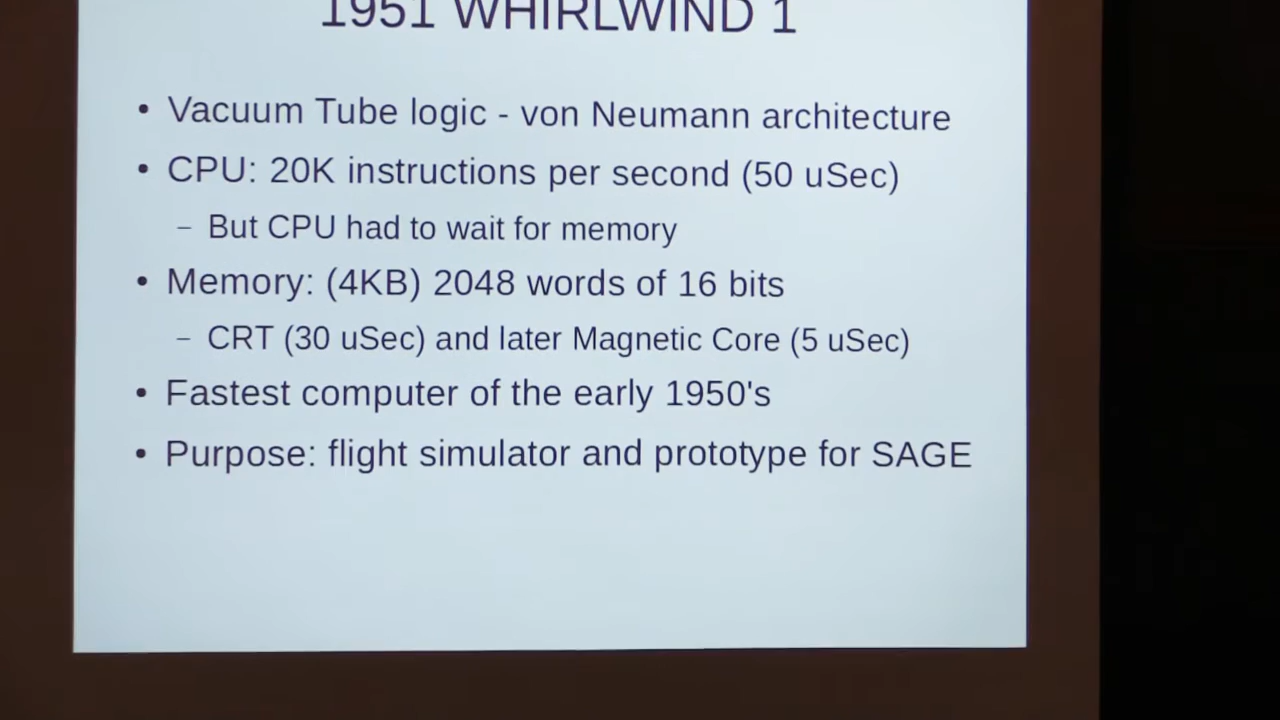 1951 WHIRLWIND 1
• Vacuum Tube logic - von Neumann architecture
• CPU: 20K instructions per second (50 uSec)
– But CPU had to wait for memory
• Memory: (4KB) 2048 words of 16 bits
– CRT (30 uSec) and later Magnetic Core (5 uSec)
• Fastest computer of the early 1950's
• Purpose: flight simulator and prototype for SAGE